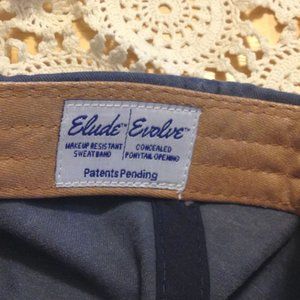 Elude™ Evolve™
MAKEUP RESISTANT CONCEALED
SWEATBAND PONYTAIL OPENING
Patents Pending